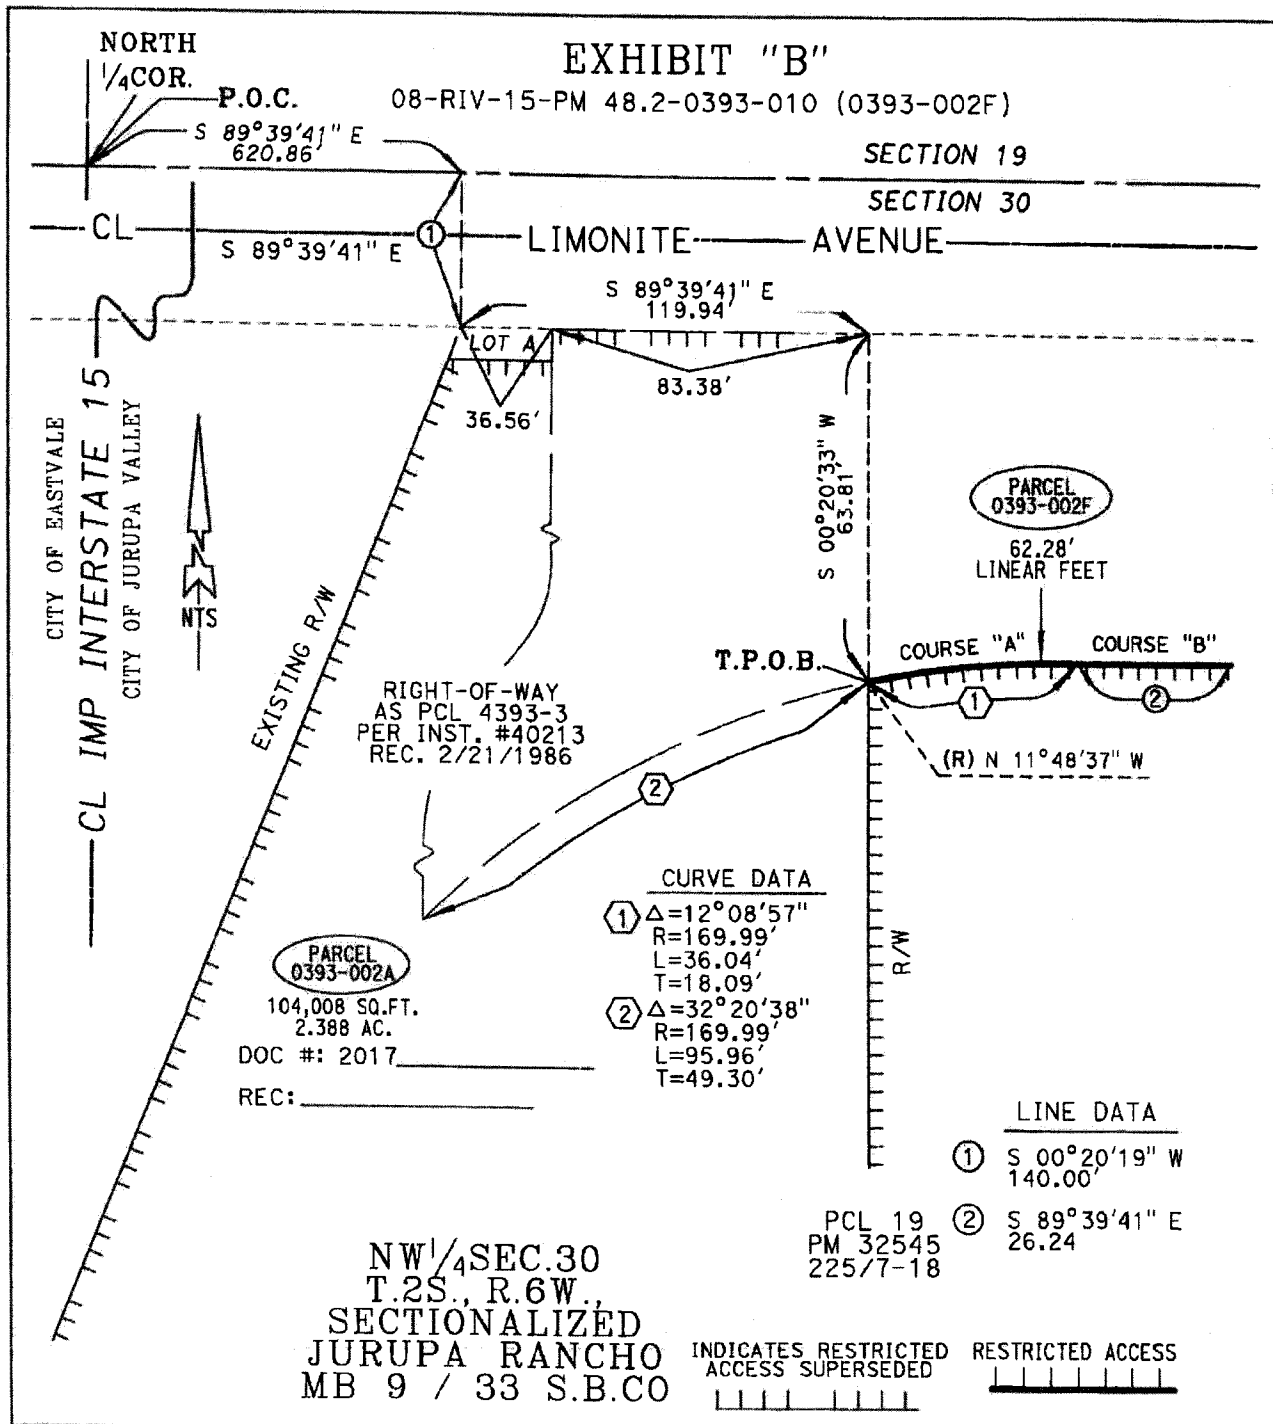 EXHIBIT "B"
08-RIV-15-PM 48.2-0393-010 (0393-002F)
NORTH
1/4 COR.
P.O.C.
S 89°39'41" E
620.86'
SECTION 19
SECTION 30
CL
S 89°39'41" E
1
LIMONITE AVENUE
S 89°39'41" E
119.94'
LOT A
83.38'
36.56'
CITY OF EASTVALE
CL IMP INTERSTATE 15
CITY OF JURUPA VALLEY
NTS
EXISTING R/W
S 00°20'33" W
63.81'
PARCEL
0393-002F
62.28'
LINEAR FEET
T.P.O.B.
COURSE "A"
COURSE "B"
1
2
(R) N 11°48'37" W
RIGHT-OF-WAY
AS PCL 4393-3
PER INST. #40213
REC. 2/21/1986
2
R/W
CURVE DATA
1 Δ=12°08'57"
R=169.99'
L=36.04'
T=18.09'
2 Δ=32°20'38"
R=169.99'
L=95.96'
T=49.30'
PARCEL
0393-002A
104,008 SQ.FT.
2.388 AC.
DOC #: 2017
REC:
LINE DATA
1 S 00°20'19" W
140.00'
2 S 89°39'41" E
26.24
PCL 19
PM 32545
225/7-18
NW 1/4 SEC.30
T.2S., R.6W.,
SECTIONALIZED
JURUPA RANCHO
MB 9 / 33 S.B.CO
INDICATES RESTRICTED
ACCESS SUPERSEDED
RESTRICTED ACCESS